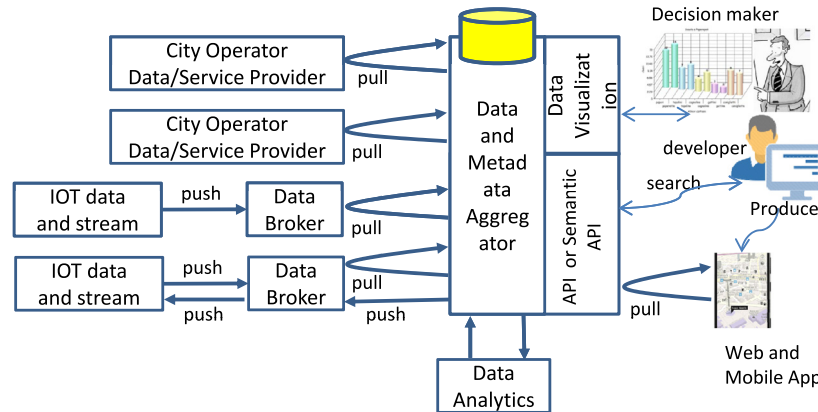 Decision maker
City Operator
Data/Service Provider
pull
City Operator
Data/Service Provider
pull
Data
and
Metad
ata
Aggreg
ator
Data
Visualizat
ion
developer
search
Produce
IOT data
and stream
push
Data
Broker
pull
API or Semantic
API
IOT data
and stream
push
push
Data
Broker
pull
push
pull
Data
Analytics
Web and
Mobile App